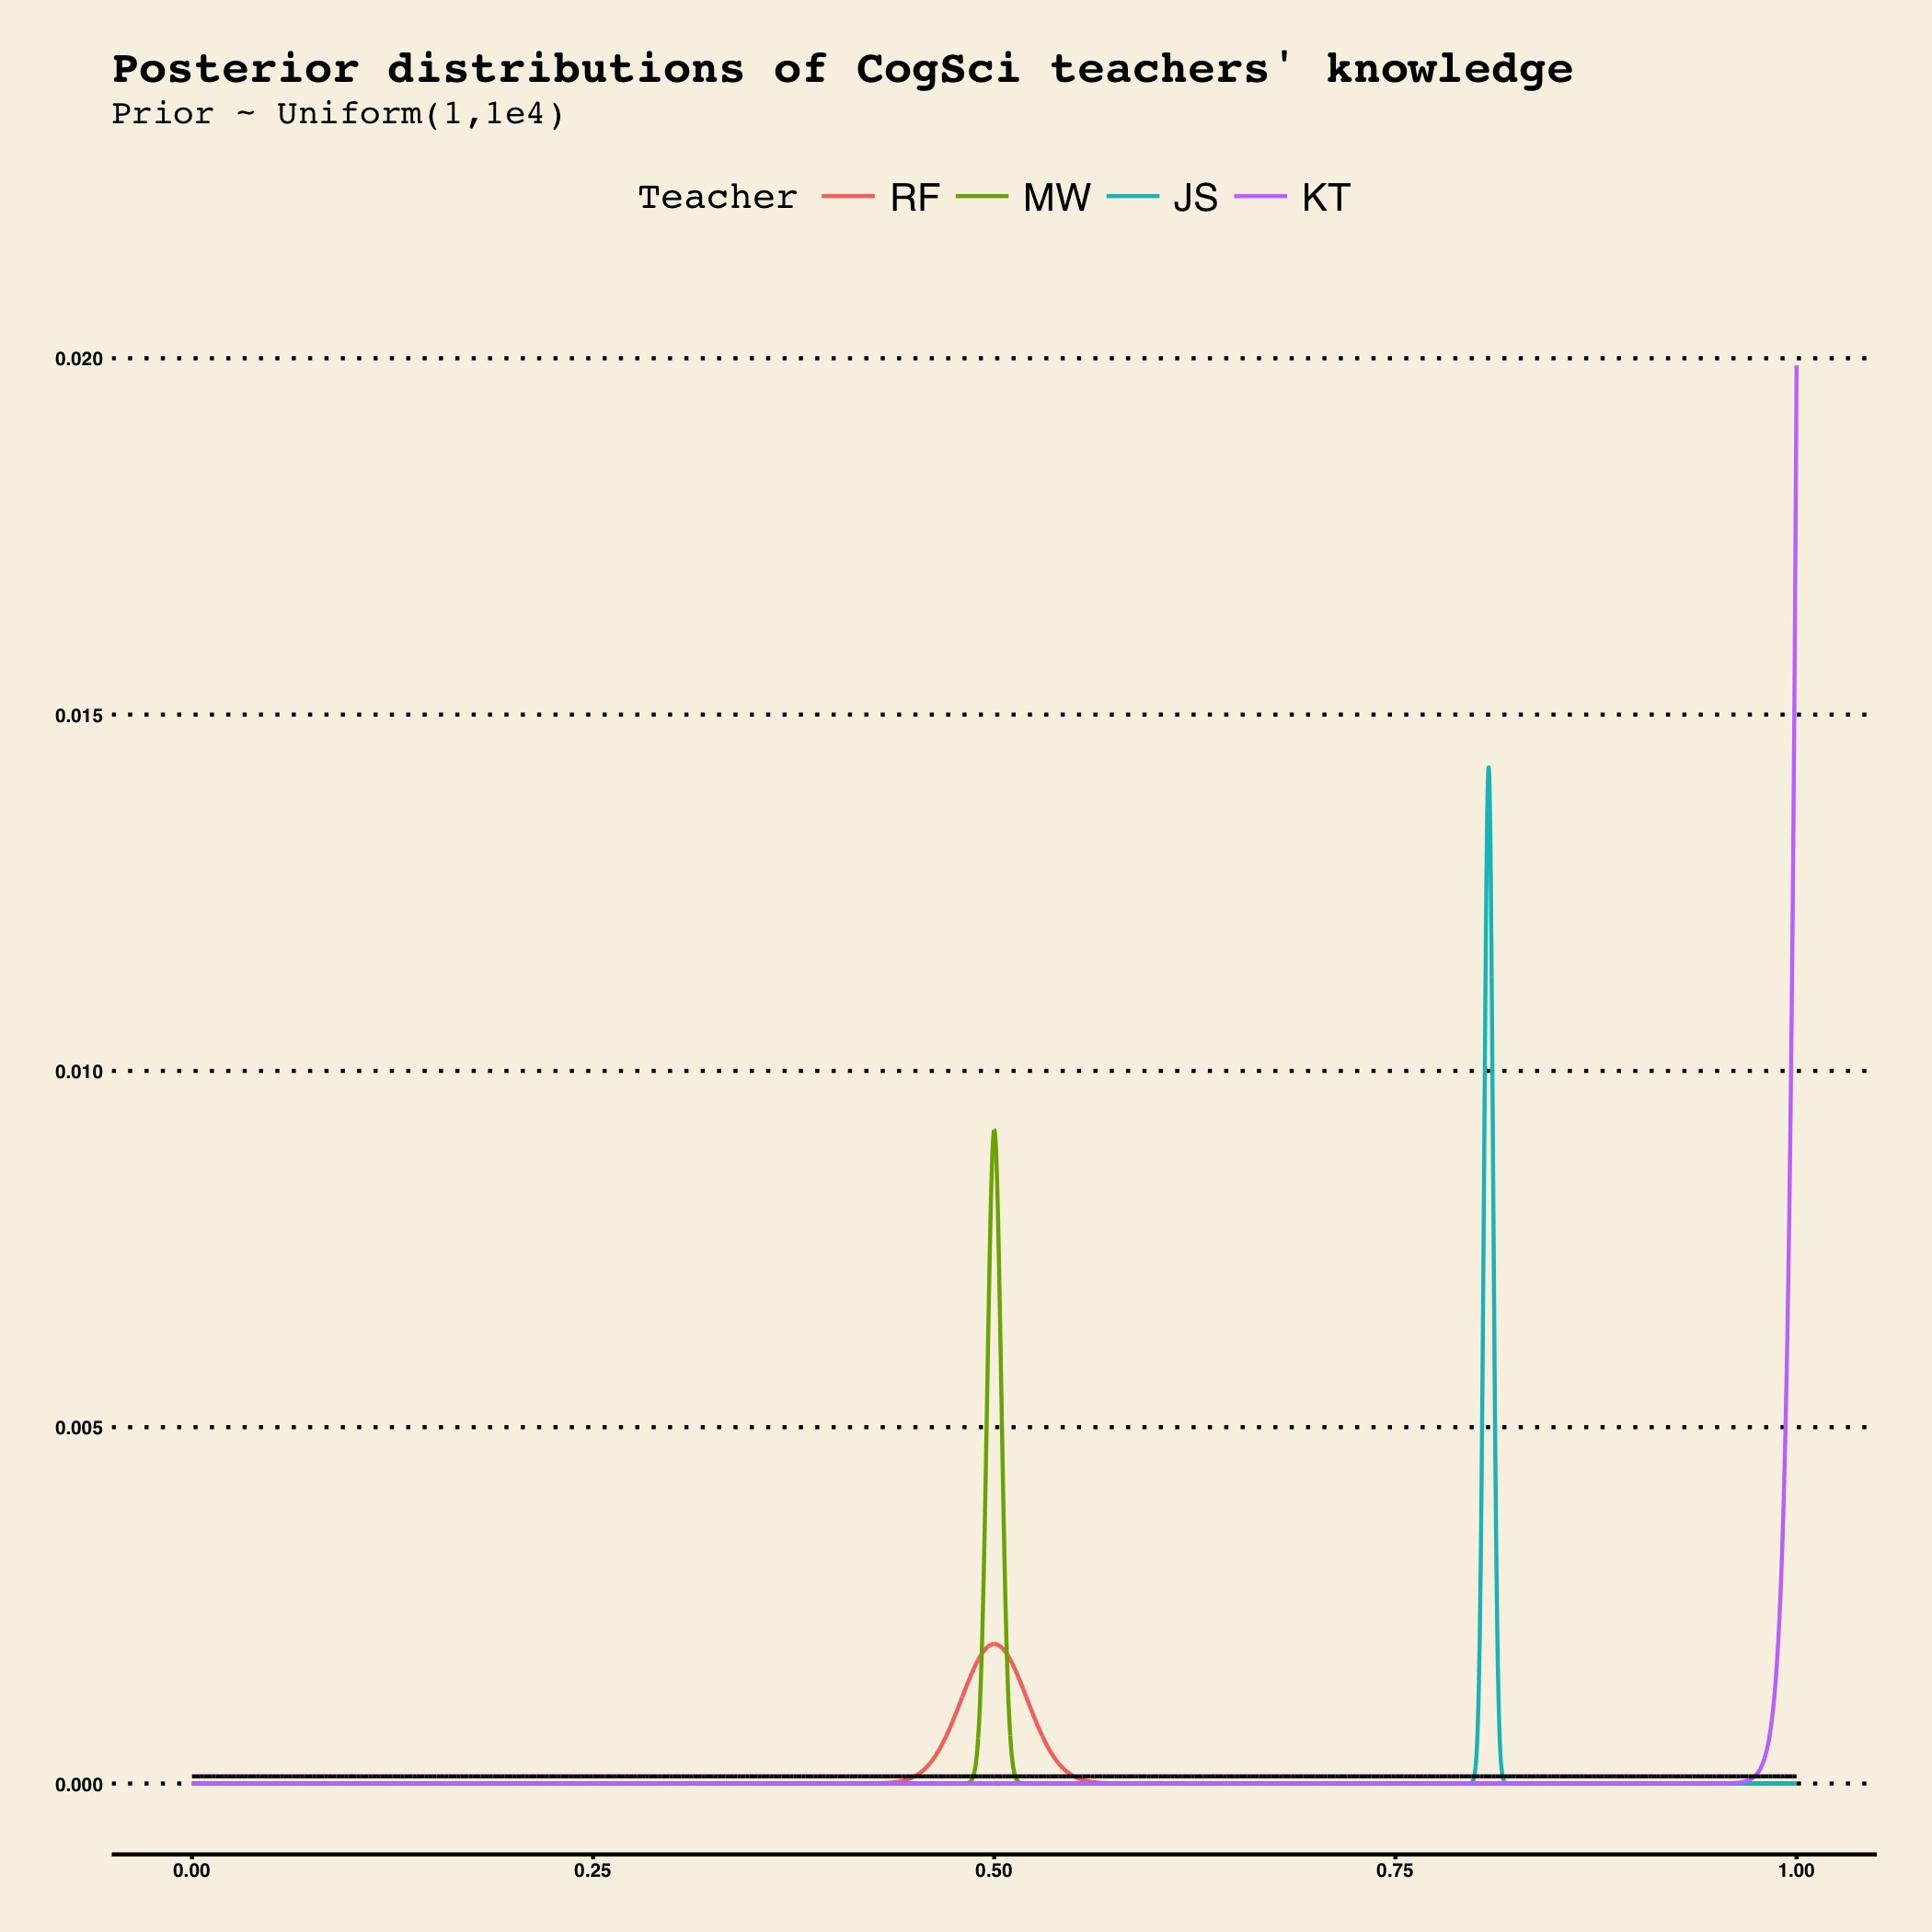 Posterior distributions of CogSci teachers' knowledge
Prior ~ Uniform(1,1e4)
Teacher RF MW JS KT
0.020
0.015
0.010
0.005
0.000
0.00 0.25 0.50 0.75 1.00